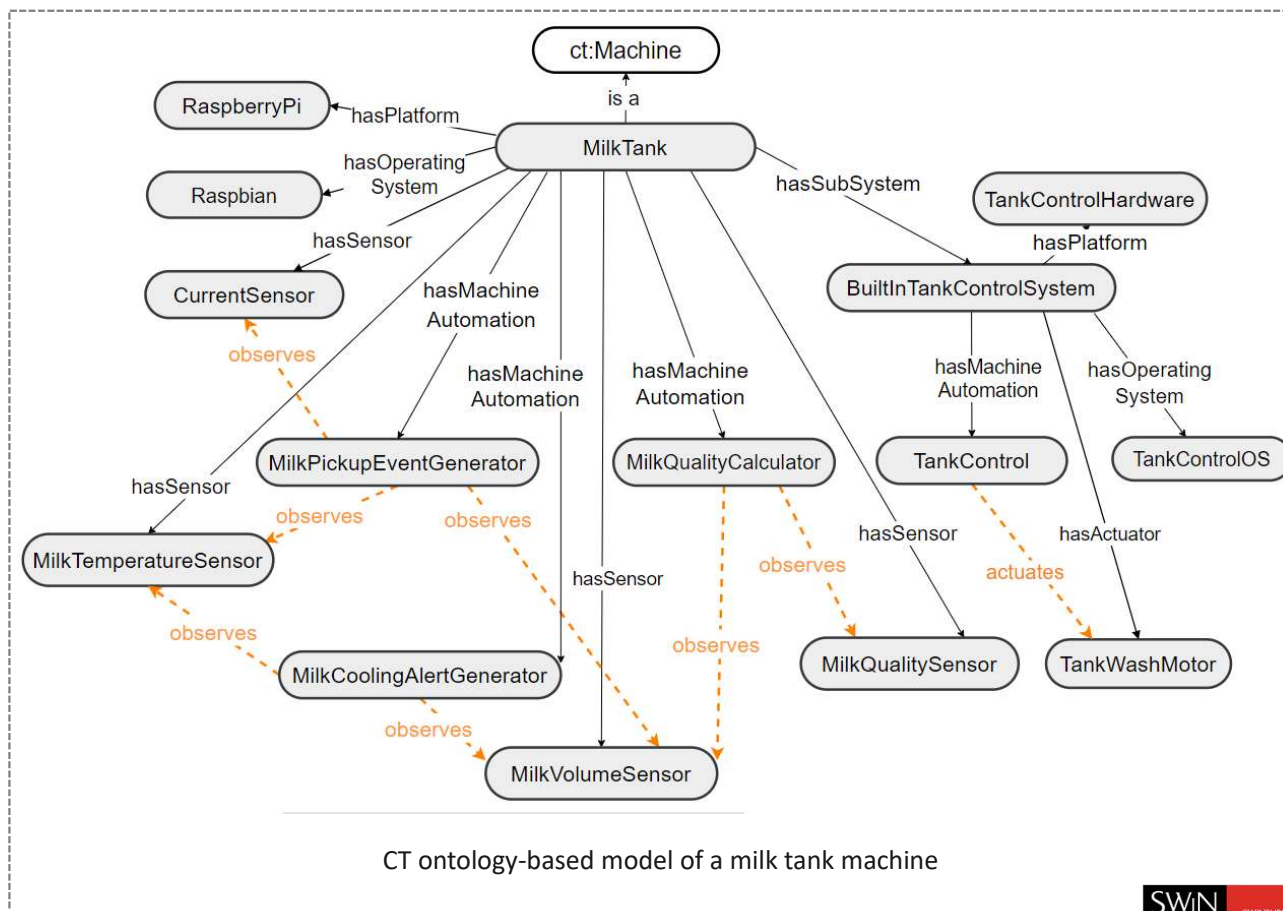 ct:Machine
is a
RaspberryPi
hasPlatform
MilkTank
hasOperating
System
Raspbian
hasSubSystem
TankControlHardware
hasPlatform
hasSensor
CurrentSensor
BuiltInTankControlSystem
hasMachine
Automation
observes
hasMachine
Automation
hasMachine
Automation
hasMachine
Automation
hasOperating
System
MilkPickupEventGenerator
MilkQualityCalculator
TankControl
TankControlOS
hasSensor
observes
observes
hasSensor
hasActuator
MilkTemperatureSensor
hasSensor
observes
actuates
observes
observes
MilkCoolingAlertGenerator
MilkQualitySensor
TankWashMotor
observes
MilkVolumeSensor
CT ontology-based model of a milk tank machine
SWIN